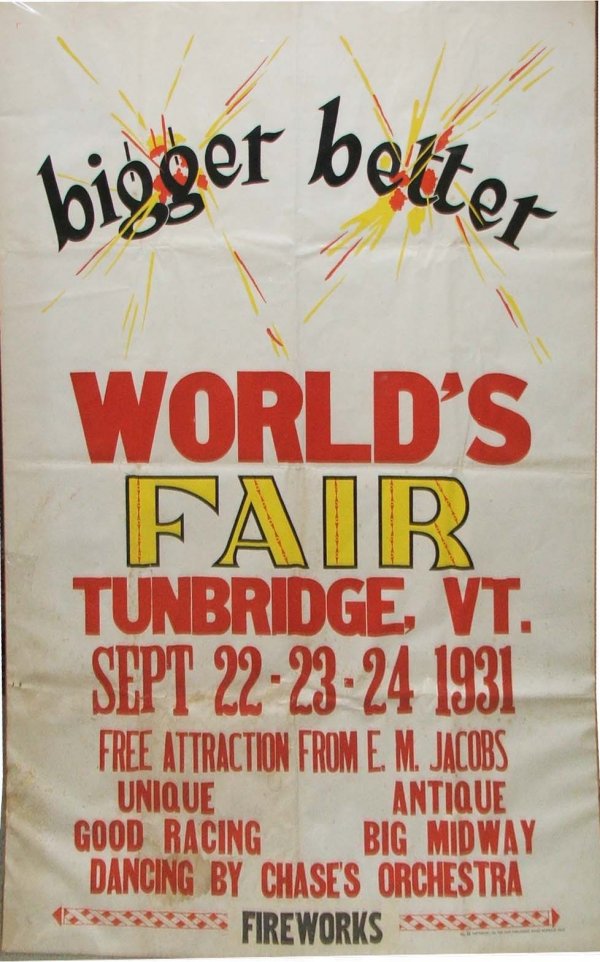 bigger better
WORLD'S
FAIR
TUNBRIDGE, VT.
SEPT 22-23-24 1931
FREE ATTRACTION FROM E. M. JACOBS
UNIQUE ANTIQUE
GOOD RACING BIG MIDWAY
DANCING BY CHASE'S ORCHESTRA
FIREWORKS